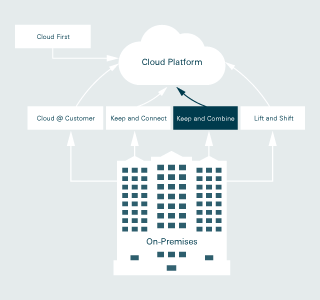 Cloud First
Cloud Platform
Cloud @ Customer
Keep and Connect
Keep and Combine
Lift and Shift
On-Premises